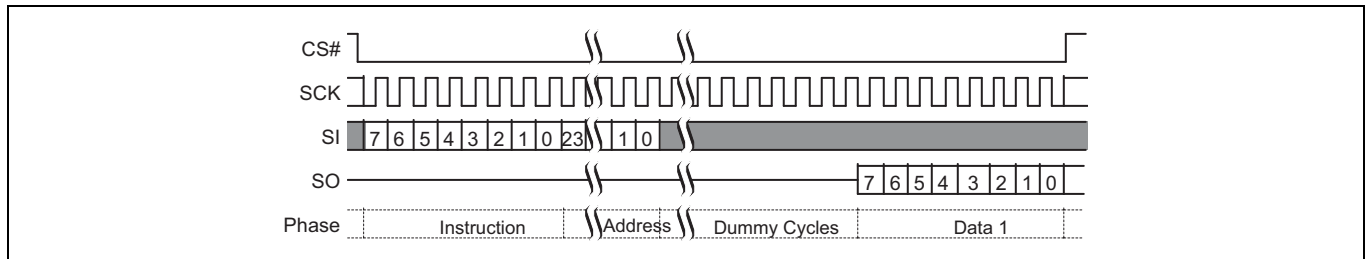 CS#
SCK
SI 7 6 5 4 3 2 1 0 23 1 0
SO 7 6 5 4 3 2 1 0
Phase Instruction Address Dummy Cycles Data 1